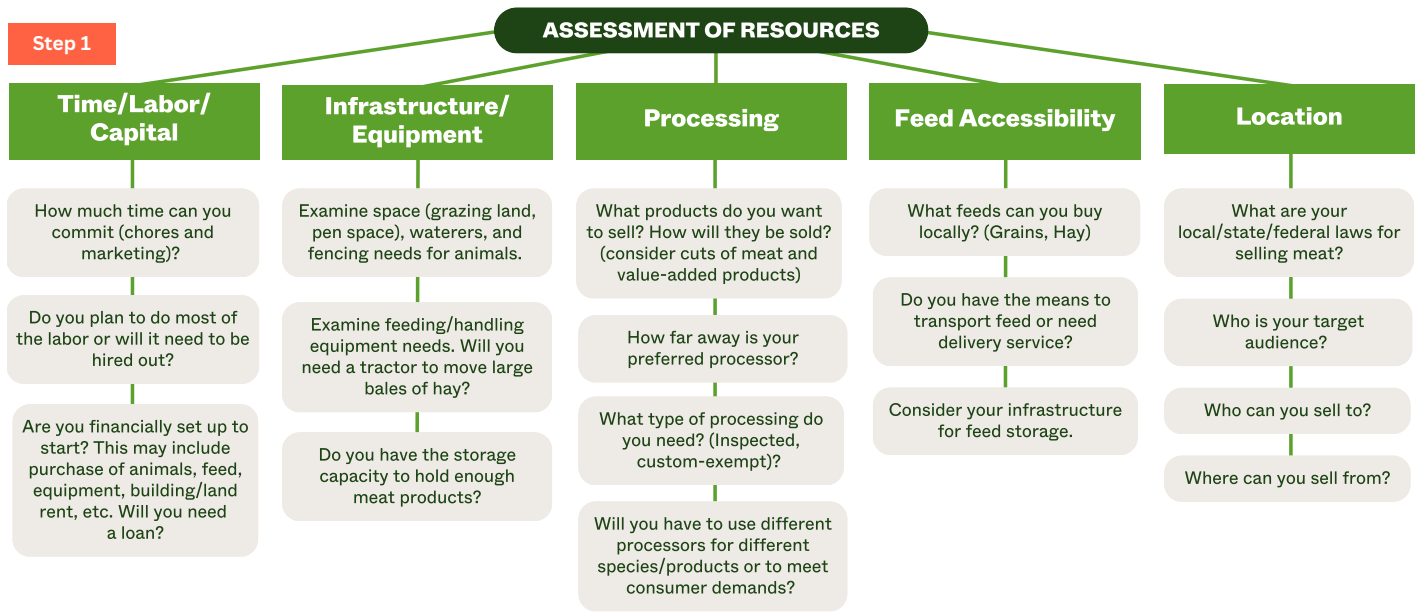 Step 1
ASSESSMENT OF RESOURCES
Time/Labor/
Capital
How much time can you
commit (chores and
marketing)?
Do you plan to do most of
the labor or will it need to be
hired out?
Are you financially set up to
start? This may include
purchase of animals, feed,
equipment, building/land
rent, etc. Will you need
a loan?
Infrastructure/
Equipment
Examine space (grazing land,
pen space), waterers, and
fencing needs for animals.
Examine feeding/handling
equipment needs. Will you
need a tractor to move large
bales of hay?
Do you have the storage
capacity to hold enough
meat products?
Processing
What products do you want
to sell? How will they be sold?
(consider cuts of meat and
value-added products)
How far away is your
preferred processor?
What type of processing do
you need? (Inspected,
custom-exempt)?
Will you have to use different
processors for different
species/products or to meet
consumer demands?
Feed Accessibility
What feeds can you buy
locally? (Grains, Hay)
Do you have the means to
transport feed or need
delivery service?
Consider your infrastructure
for feed storage.
Location
What are your
local/state/federal laws for
selling meat?
Who is your target
audience?
Who can you sell to?
Where can you sell from?